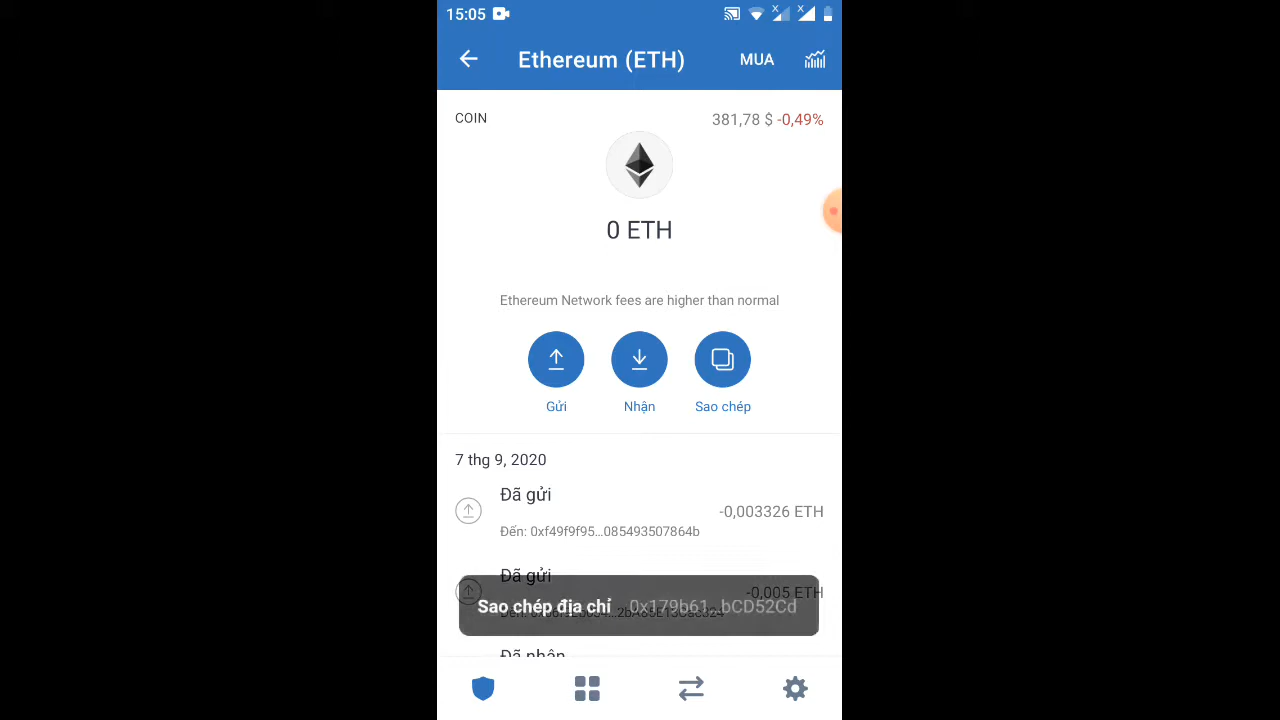 15:05
Ethereum (ETH)
MUA
COIN
381,78 $ -0,49%
0 ETH
Ethereum Network fees are higher than normal
Gửi
Nhận
Sao chép
7 thg 9, 2020
Đã gửi
-0,003326 ETH
Đến: 0xf49f9f95...085493507864b
Đã gửi
-0,005 ETH
Sao chép địa chỉ 0x179b61...bCD52Cd
Đã nhận